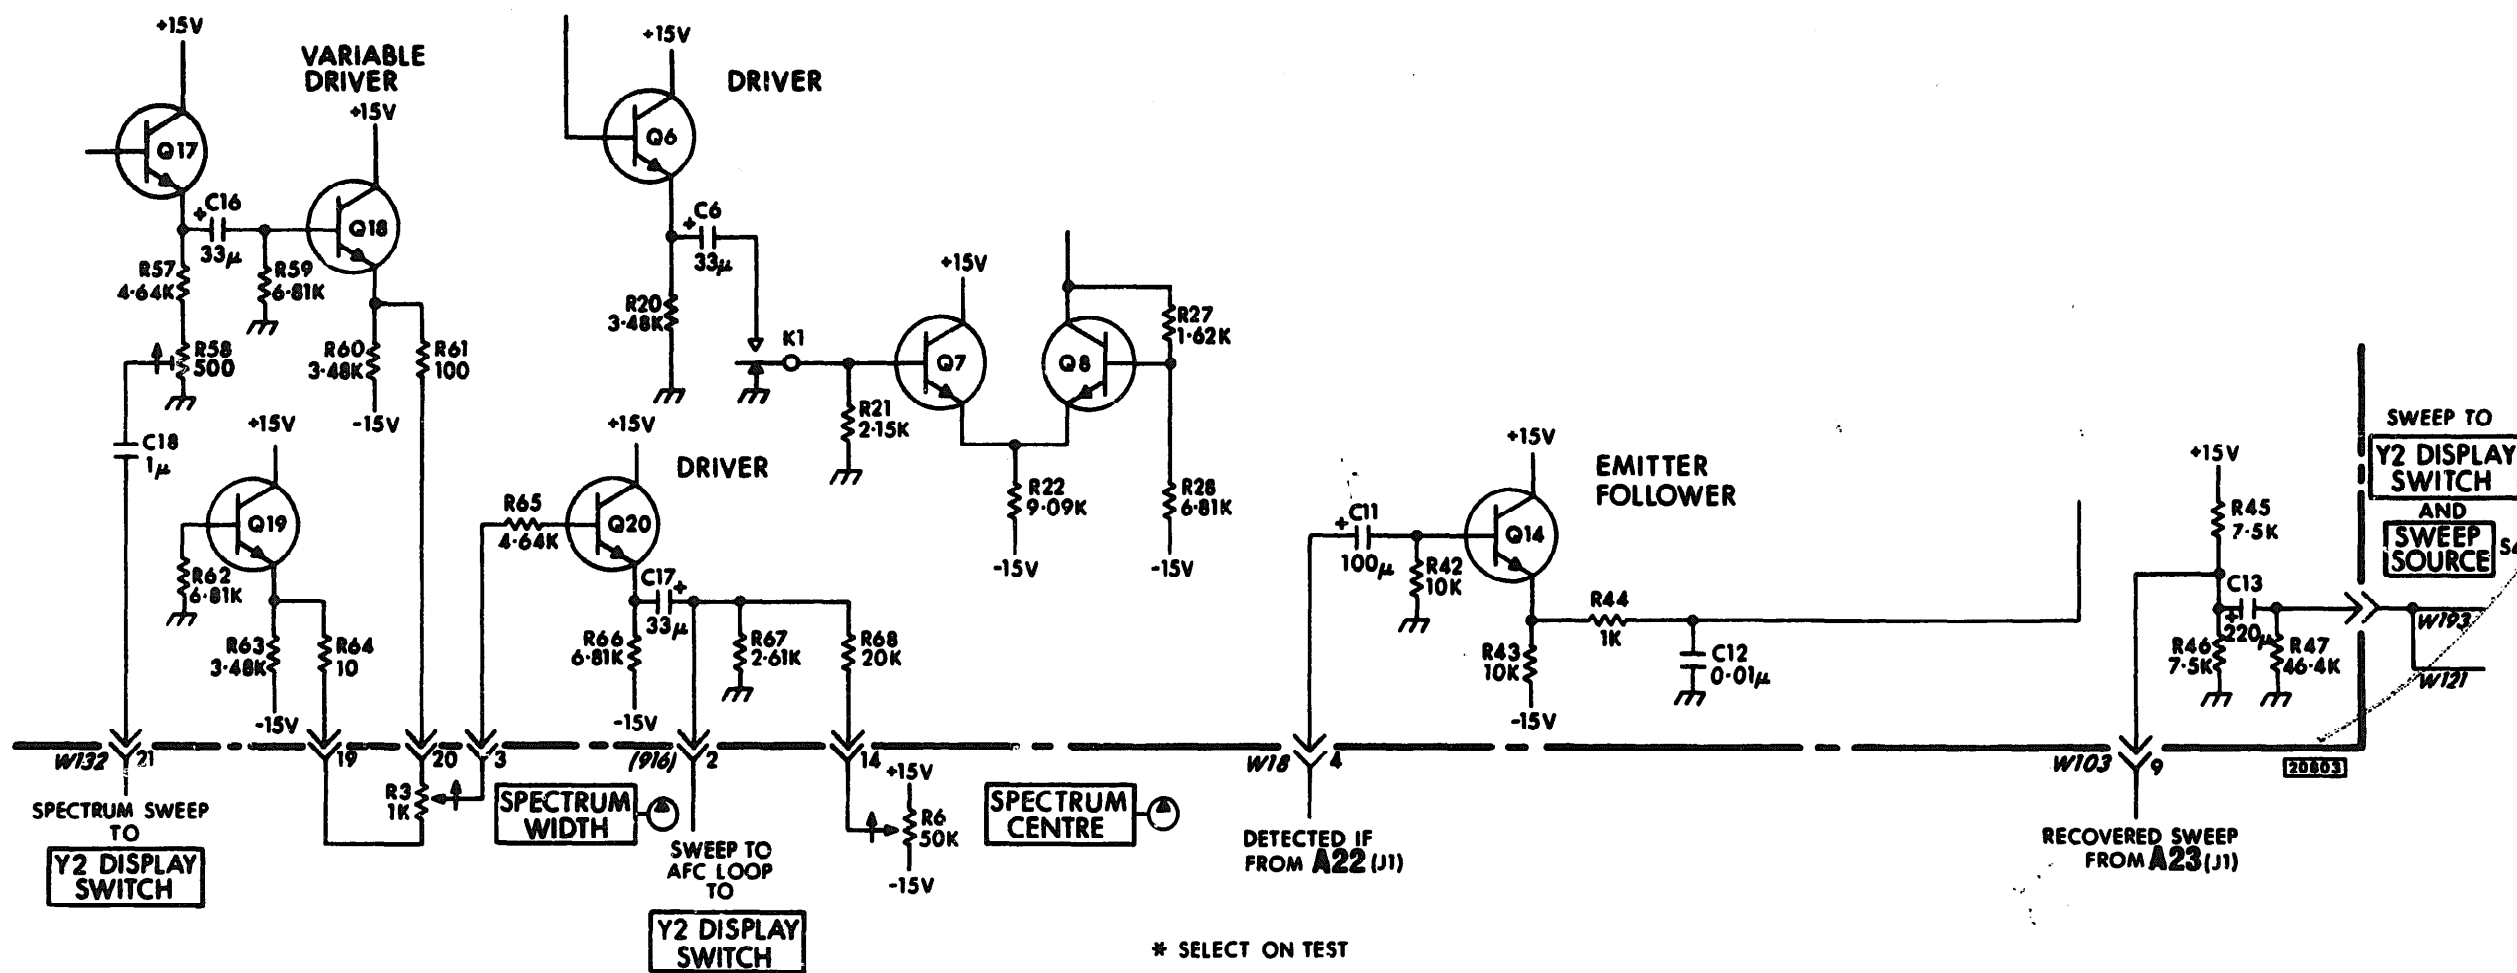 +15V
VARIABLE
DRIVER
+15V
Q17
+ C16
33μ
Q18
R57
4·64K
R59
6·81K
R58
500
R60
3·48K
R61
100
-15V
C18
1μ
+15V
Q19
R62
6·81K
R63
3·48K
R64
10
-15V
+15V
DRIVER
Q6
+ C6
33μ
R20
3·48K
K1
+15V
Q7
Q8
R27
1·62K
R21
2·15K
R22
9·09K
R28
6·81K
-15V
-15V
+15V
DRIVER
R65
4·64K
Q20
C17 +
33μ
R66
6·81K
R67
2·61K
R68
20K
-15V
+15V
EMITTER
FOLLOWER
+ C11
100μ
Q14
R42
10K
R44
1K
R43
10K
C12
0·01μ
-15V
SWEEP TO
Y2 DISPLAY
SWITCH
AND
SWEEP
SOURCE
+15V
R45
7·5K
C13
+
220μ
R46
7·5K
R47
46·4K
W193
W121
W132 21
19
20
3
(916) 2
14
W18 4
W103 9
20603
SPECTRUM SWEEP
TO
Y2 DISPLAY
SWITCH
R3
1K
SPECTRUM
WIDTH
SWEEP TO
AFC LOOP
TO
Y2 DISPLAY
SWITCH
+15V
R6
50K
-15V
SPECTRUM
CENTRE
DETECTED IF
FROM A22 (J1)
RECOVERED SWEEP
FROM A23 (J1)
* SELECT ON TEST